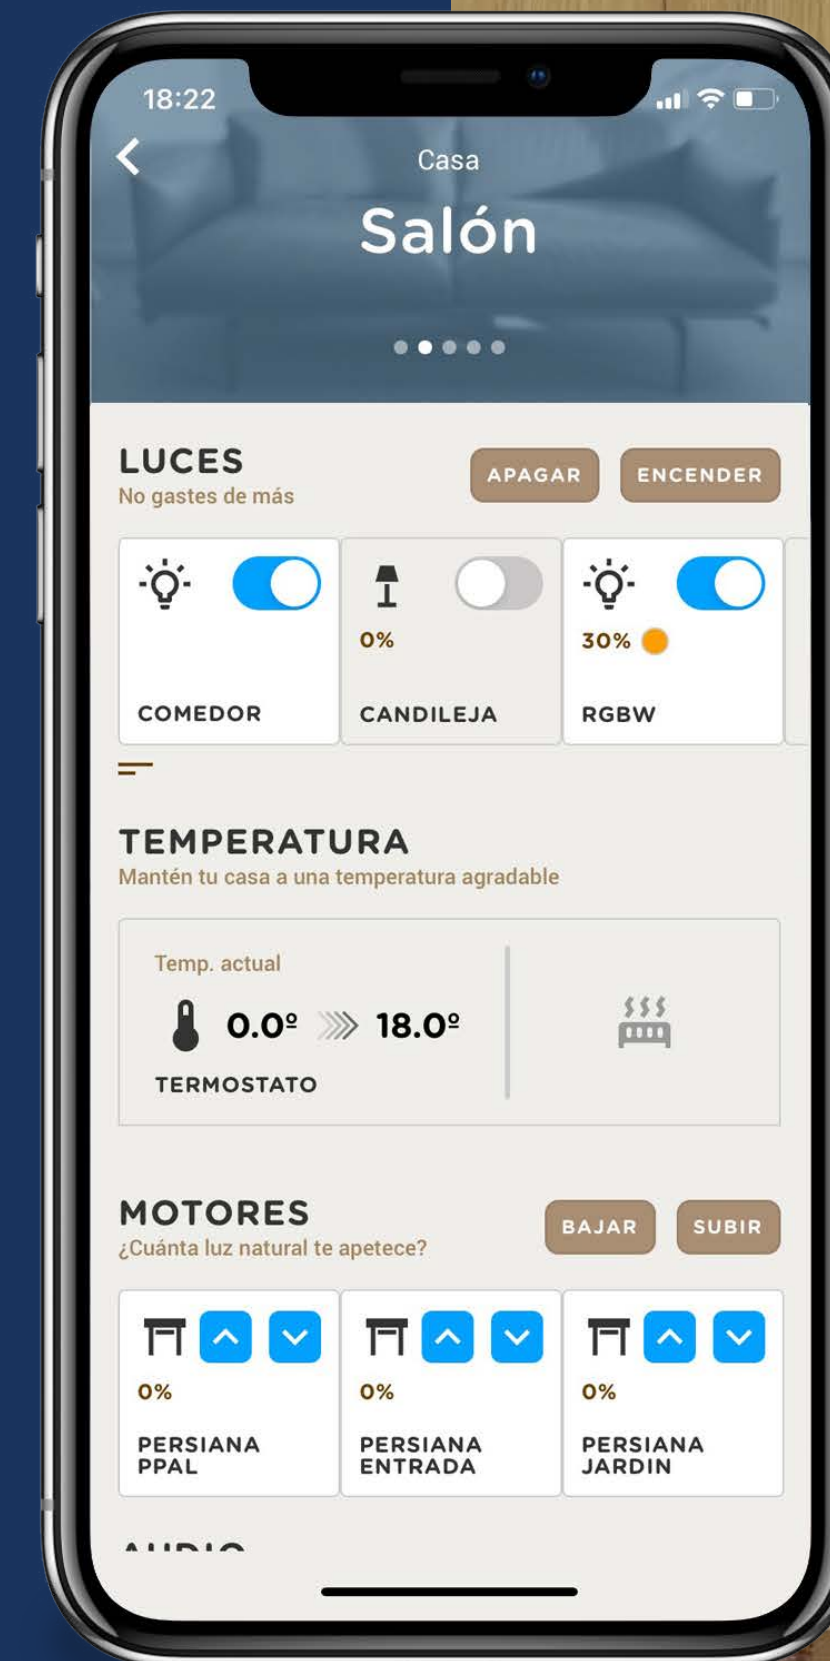 18:22
Casa
Salón
LUCES
No gastes de más
APAGAR
ENCENDER
COMEDOR
0%
CANDILEJA
30%
RGBW
TEMPERATURA
Mantén tu casa a una temperatura agradable
Temp. actual
0.0º
18.0º
TERMOSTATO
MOTORES
¿Cuánta luz natural te apetece?
BAJAR
SUBIR
0%
PERSIANA
PPAL
0%
PERSIANA
ENTRADA
0%
PERSIANA
JARDIN
AUDIO